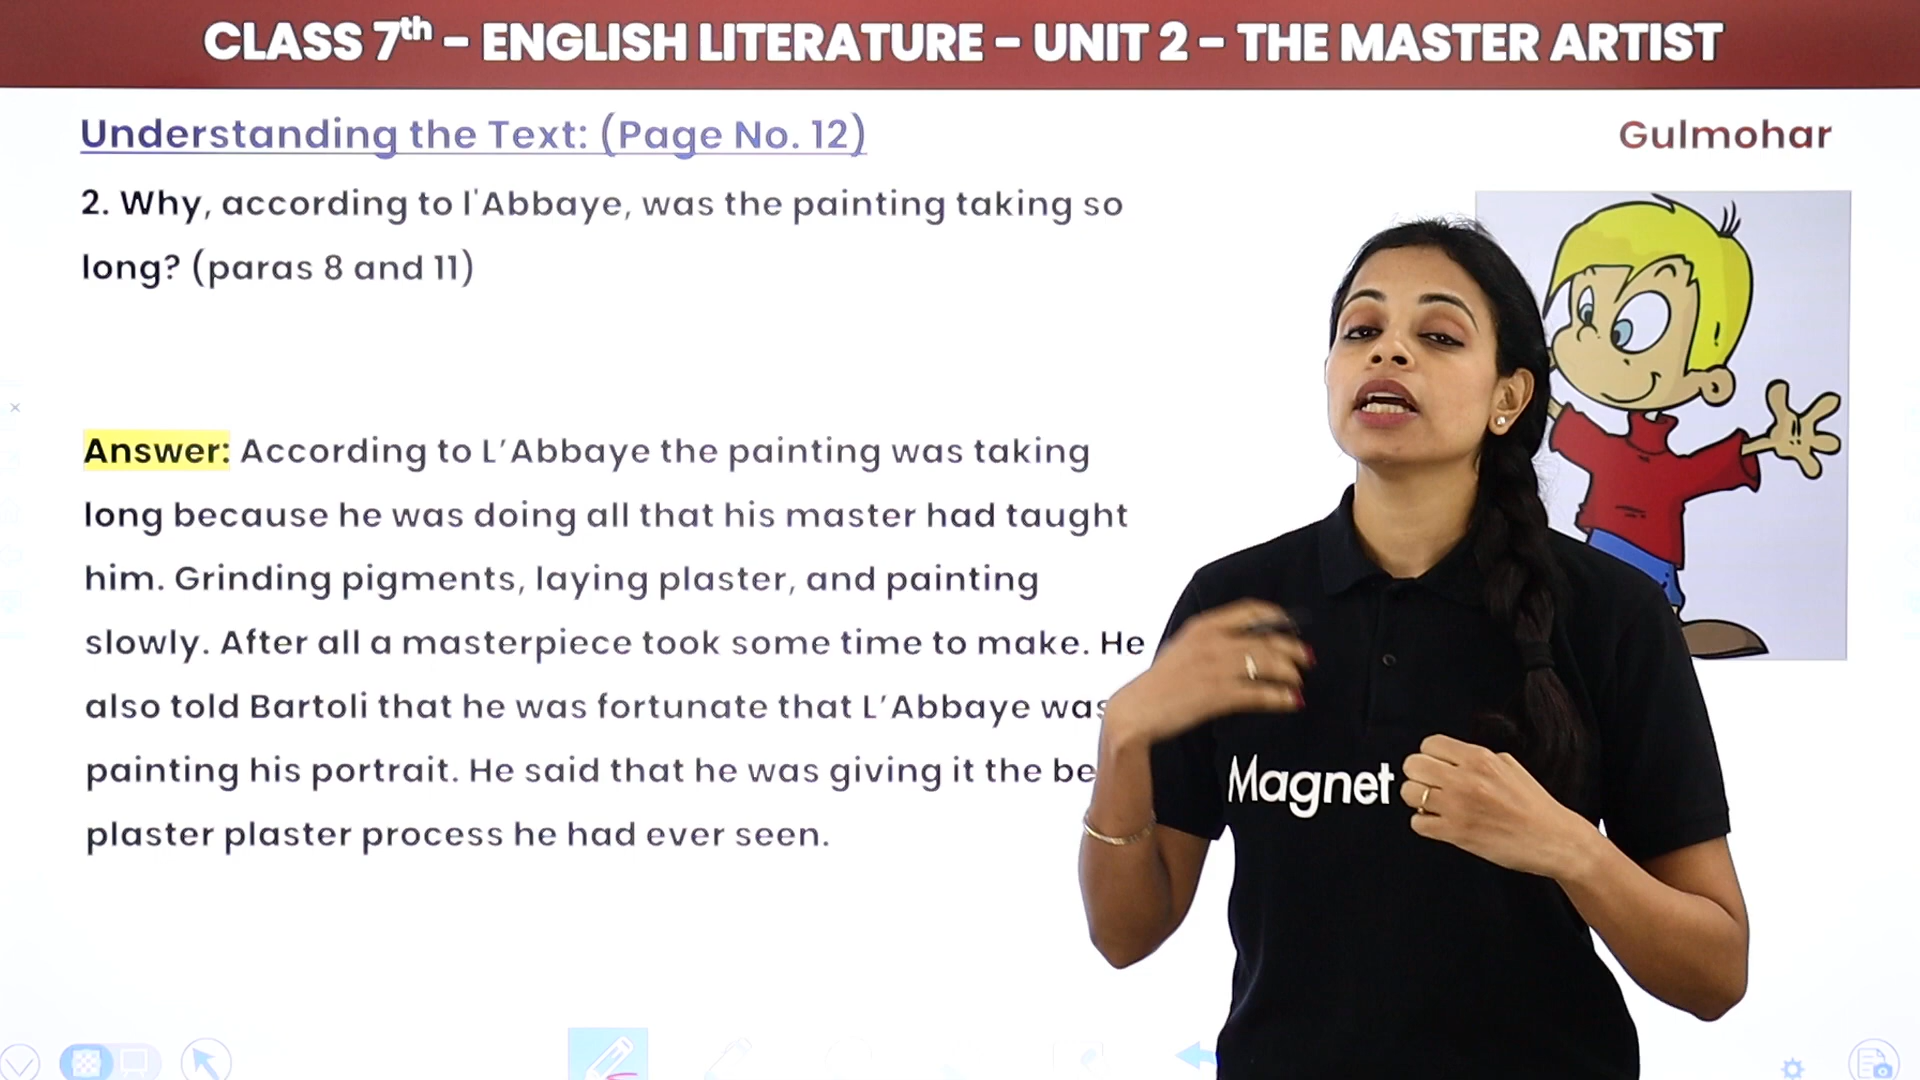 CLASS 7th - ENGLISH LITERATURE - UNIT 2 - THE MASTER ARTIST
Understanding the Text: (Page No. 12)
Gulmohar
2. Why, according to l'Abbaye, was the painting taking so
long? (paras 8 and 11)
Answer: According to L'Abbaye the painting was taking
long because he was doing all that his master had taught
him. Grinding pigments, laying plaster, and painting
slowly. After all a masterpiece took some time to make. He
also told Bartoli that he was fortunate that L'Abbaye was
painting his portrait. He said that he was giving it the
plaster plaster process he had ever seen.
Magnet